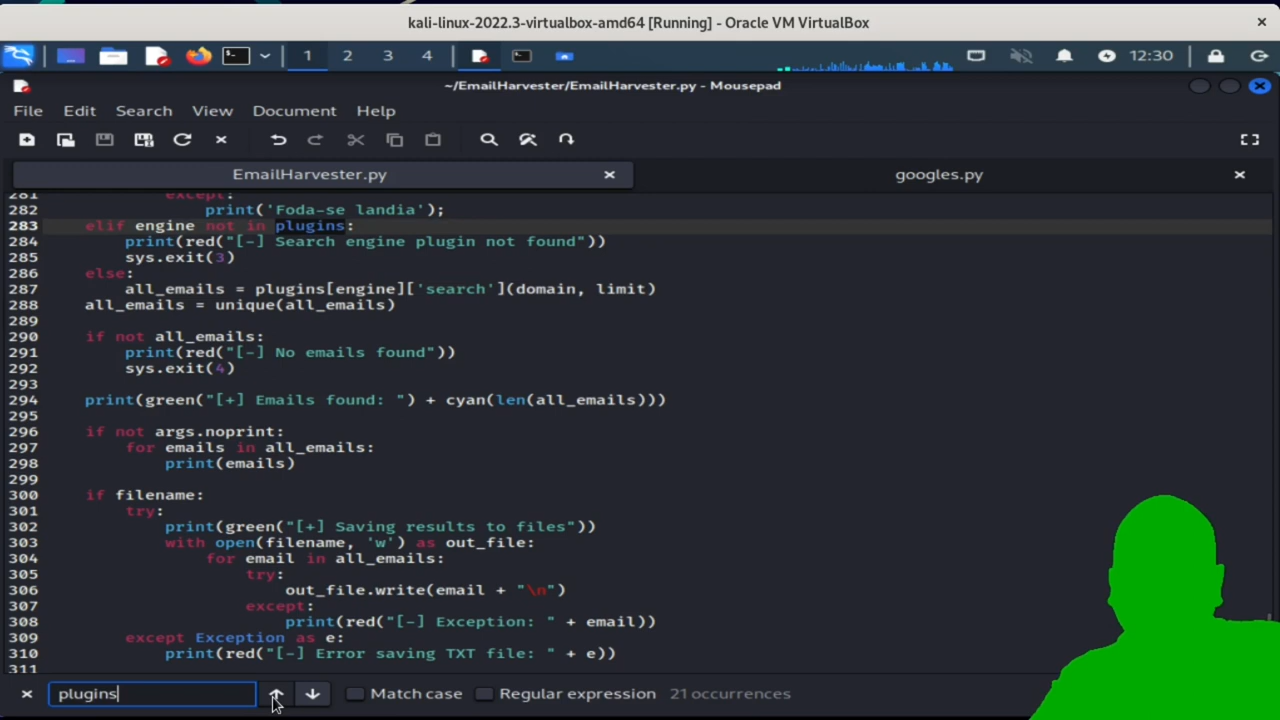 kali-linux-2022.3-virtualbox-amd64 [Running] - Oracle VM VirtualBox
1 2 3 4 12:30
~/EmailHarvester/EmailHarvester.py - Mousepad
File Edit Search View Document Help
EmailHarvester.py googles.py
281 except:
282 print('Foda-se landia');
283 elif engine not in plugins:
284 print(red("[-] Search engine plugin not found"))
285 sys.exit(3)
286 else:
287 all_emails = plugins[engine]['search'](domain, limit)
288 all_emails = unique(all_emails)
289
290 if not all_emails:
291 print(red("[-] No emails found"))
292 sys.exit(4)
293
294 print(green("[+] Emails found: ") + cyan(len(all_emails)))
295
296 if not args.noprint:
297 for emails in all_emails:
298 print(emails)
299
300 if filename:
301 try:
302 print(green("[+] Saving results to files"))
303 with open(filename, 'w') as out_file:
304 for email in all_emails:
305 try:
306 out_file.write(email + "\n")
307 except:
308 print(red("[-] Exception: " + email))
309 except Exception as e:
310 print(red("[-] Error saving TXT file: " + e))
311
plugins Match case Regular expression 21 occurrences